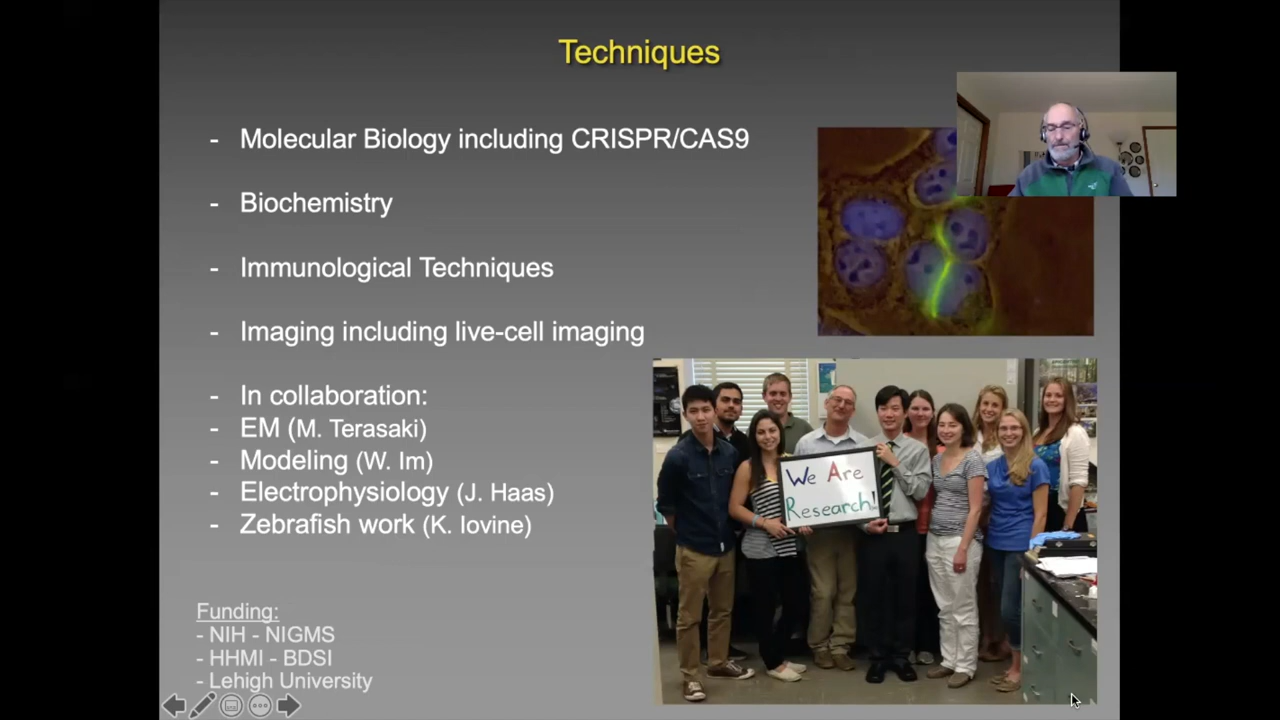 Techniques
- Molecular Biology including CRISPR/CAS9
- Biochemistry
- Immunological Techniques
- Imaging including live-cell imaging
- In collaboration:
- EM (M. Terasaki)
- Modeling (W. Im)
- Electrophysiology (J. Haas)
- Zebrafish work (K. Iovine)
We Are
Research!
Funding:
- NIH - NIGMS
- HHMI - BDSI
- Lehigh University